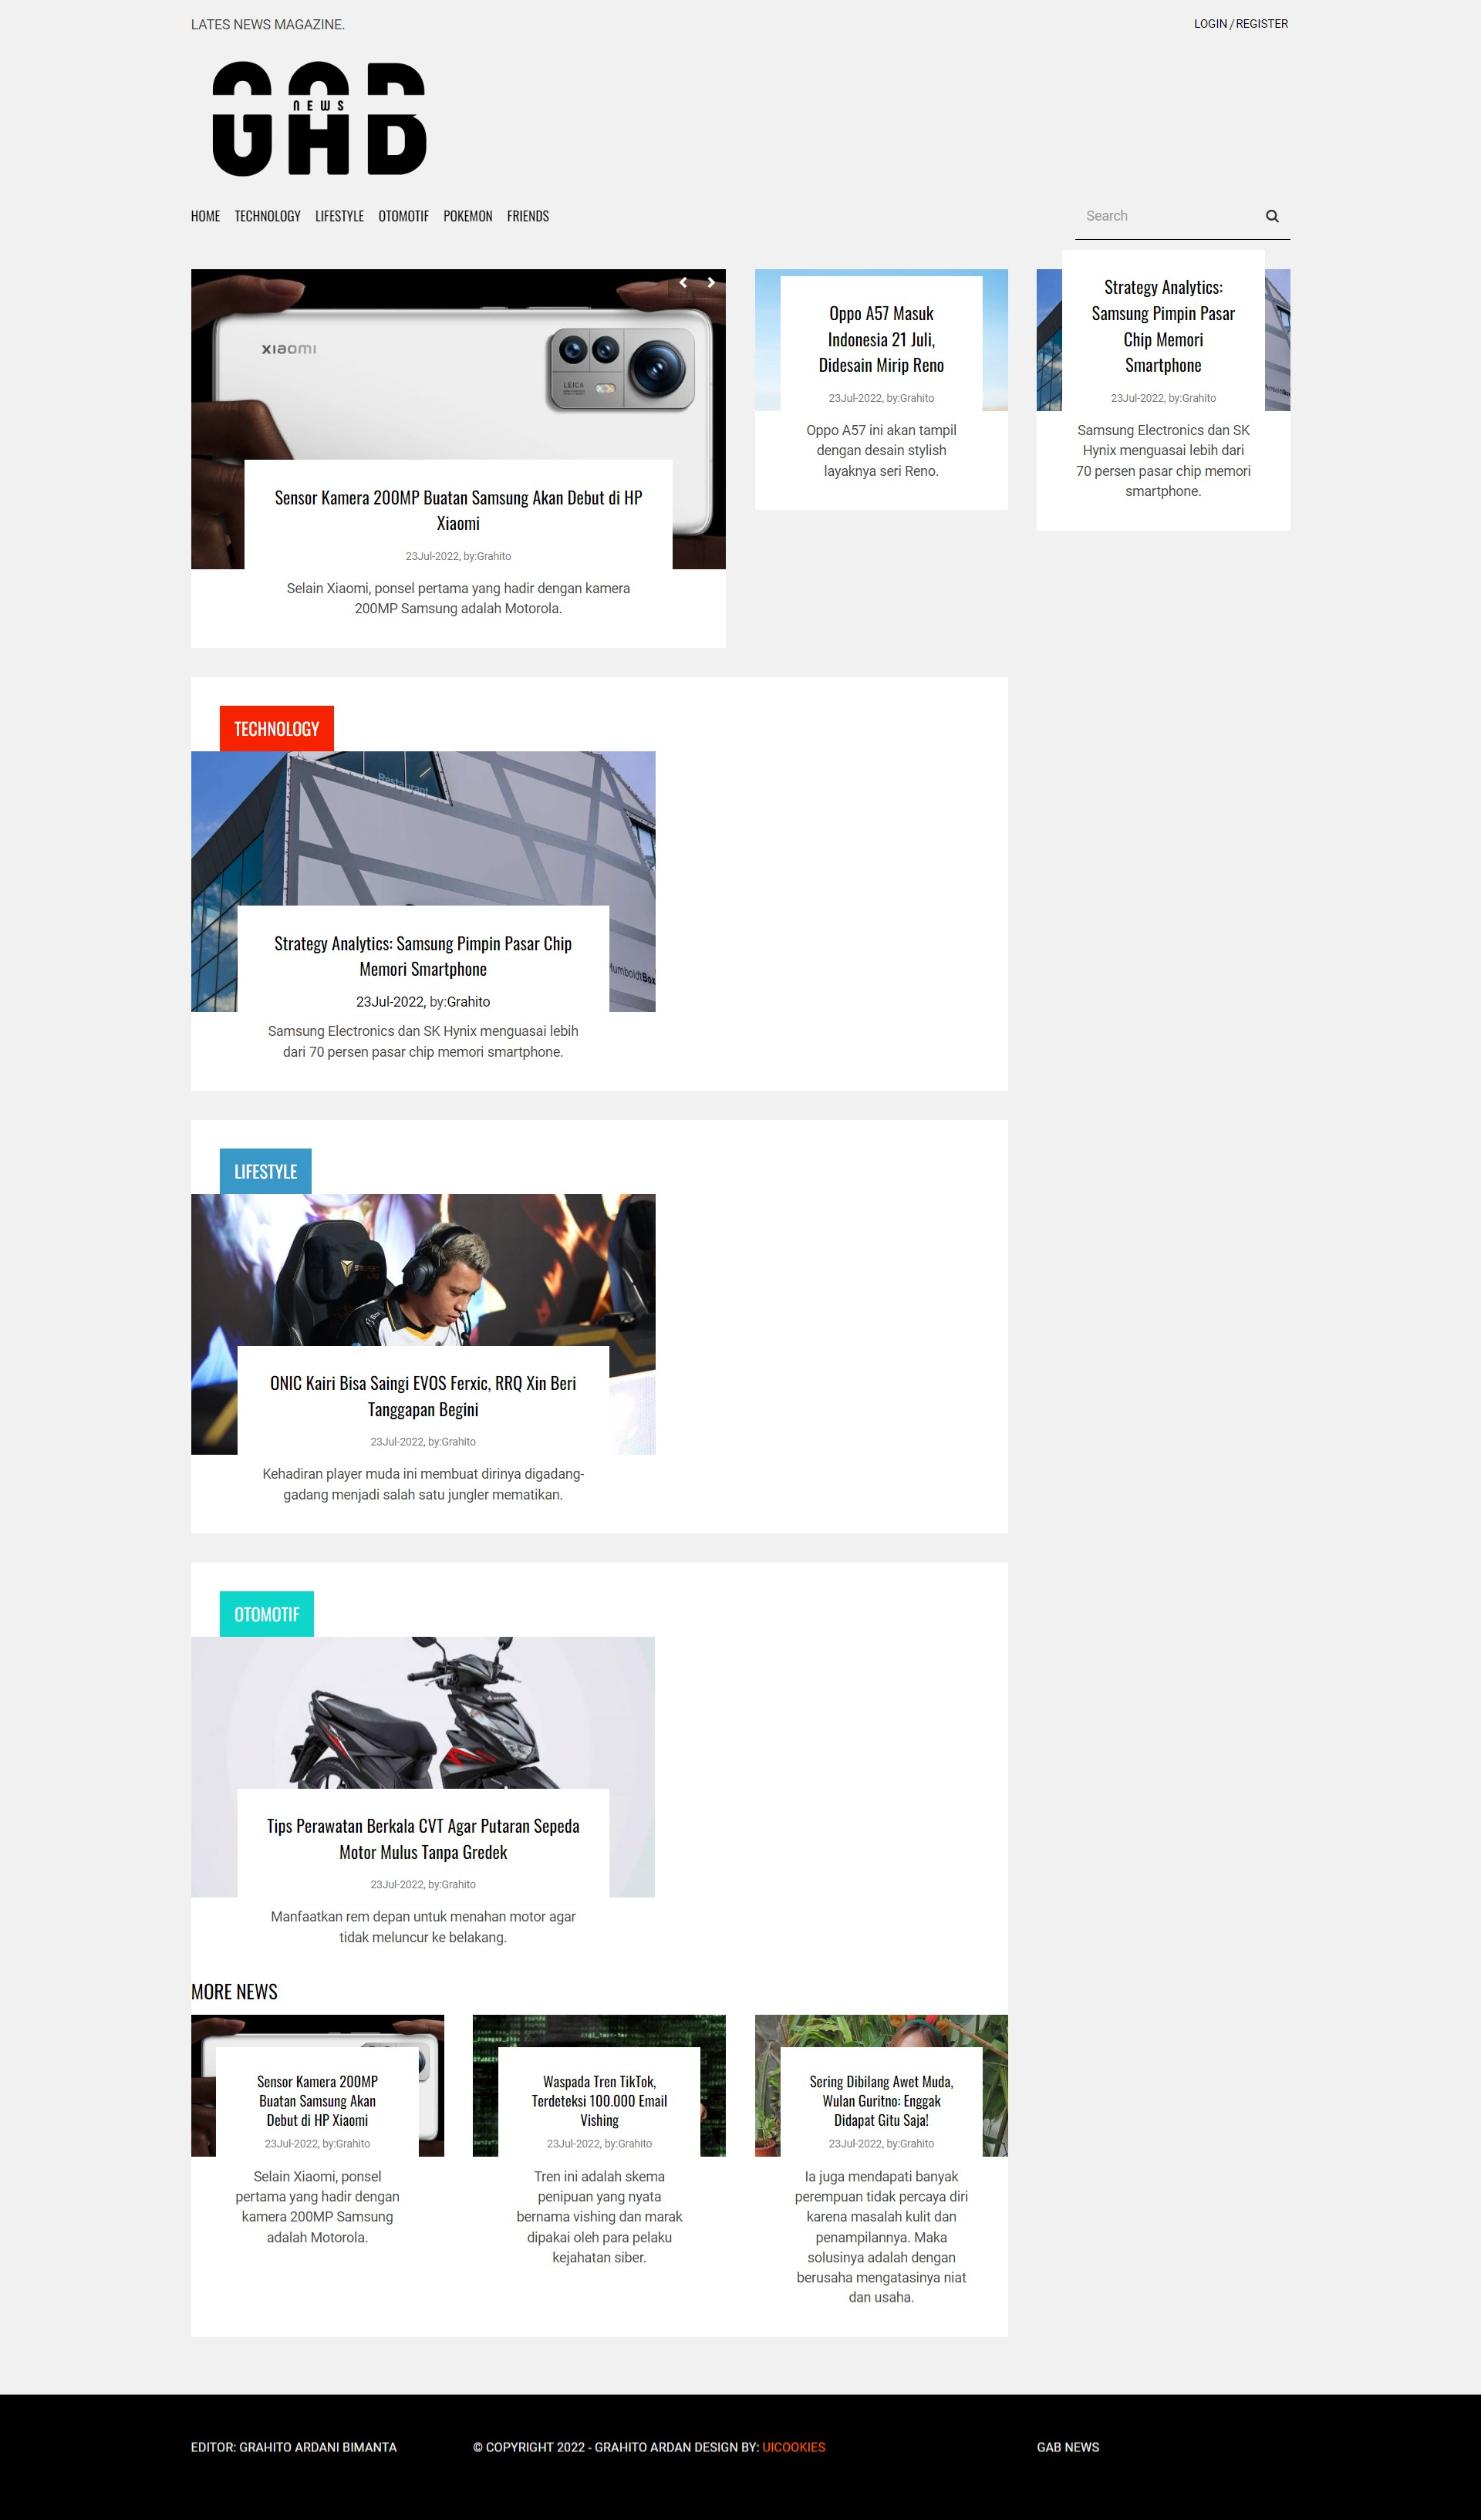 LATES NEWS MAGAZINE.
LOGIN / REGISTER
NEWS
HOME TECHNOLOGY LIFESTYLE OTOMOTIF POKEMON FRIENDS
Search
xiaomi
LEICA
Sensor Kamera 200MP Buatan Samsung Akan Debut di HP
Xiaomi
23Jul-2022, by:Grahito
Selain Xiaomi, ponsel pertama yang hadir dengan kamera
200MP Samsung adalah Motorola.
Oppo A57 Masuk
Indonesia 21 Juli,
Didesain Mirip Reno
23Jul-2022, by:Grahito
Oppo A57 ini akan tampil
dengan desain stylish
layaknya seri Reno.
Strategy Analytics:
Samsung Pimpin Pasar
Chip Memori
Smartphone
23Jul-2022, by:Grahito
Samsung Electronics dan SK
Hynix menguasai lebih dari
70 persen pasar chip memori
smartphone.
TECHNOLOGY
Restaurant
HumboldtBox
Strategy Analytics: Samsung Pimpin Pasar Chip
Memori Smartphone
23Jul-2022, by:Grahito
Samsung Electronics dan SK Hynix menguasai lebih
dari 70 persen pasar chip memori smartphone.
LIFESTYLE
ONIC Kairi Bisa Saingi EVOS Ferxic, RRQ Xin Beri
Tanggapan Begini
23Jul-2022, by:Grahito
Kehadiran player muda ini membuat dirinya digadang-
gadang menjadi salah satu jungler mematikan.
OTOMOTIF
Tips Perawatan Berkala CVT Agar Putaran Sepeda
Motor Mulus Tanpa Gredek
23Jul-2022, by:Grahito
Manfaatkan rem depan untuk menahan motor agar
tidak meluncur ke belakang.
MORE NEWS
Sensor Kamera 200MP
Buatan Samsung Akan
Debut di HP Xiaomi
23Jul-2022, by:Grahito
Selain Xiaomi, ponsel
pertama yang hadir dengan
kamera 200MP Samsung
adalah Motorola.
Waspada Tren TikTok,
Terdeteksi 100.000 Email
Vishing
23Jul-2022, by:Grahito
Tren ini adalah skema
penipuan yang nyata
bernama vishing dan marak
dipakai oleh para pelaku
kejahatan siber.
Sering Dibilang Awet Muda,
Wulan Guritno: Enggak
Didapat Gitu Saja!
23Jul-2022, by:Grahito
Ia juga mendapati banyak
perempuan tidak percaya diri
karena masalah kulit dan
penampilannya. Maka
solusinya adalah dengan
berusaha mengatasinya niat
dan usaha.
EDITOR: GRAHITO ARDANI BIMANTA
© COPYRIGHT 2022 - GRAHITO ARDAN DESIGN BY: UICOOKIES
GAB NEWS